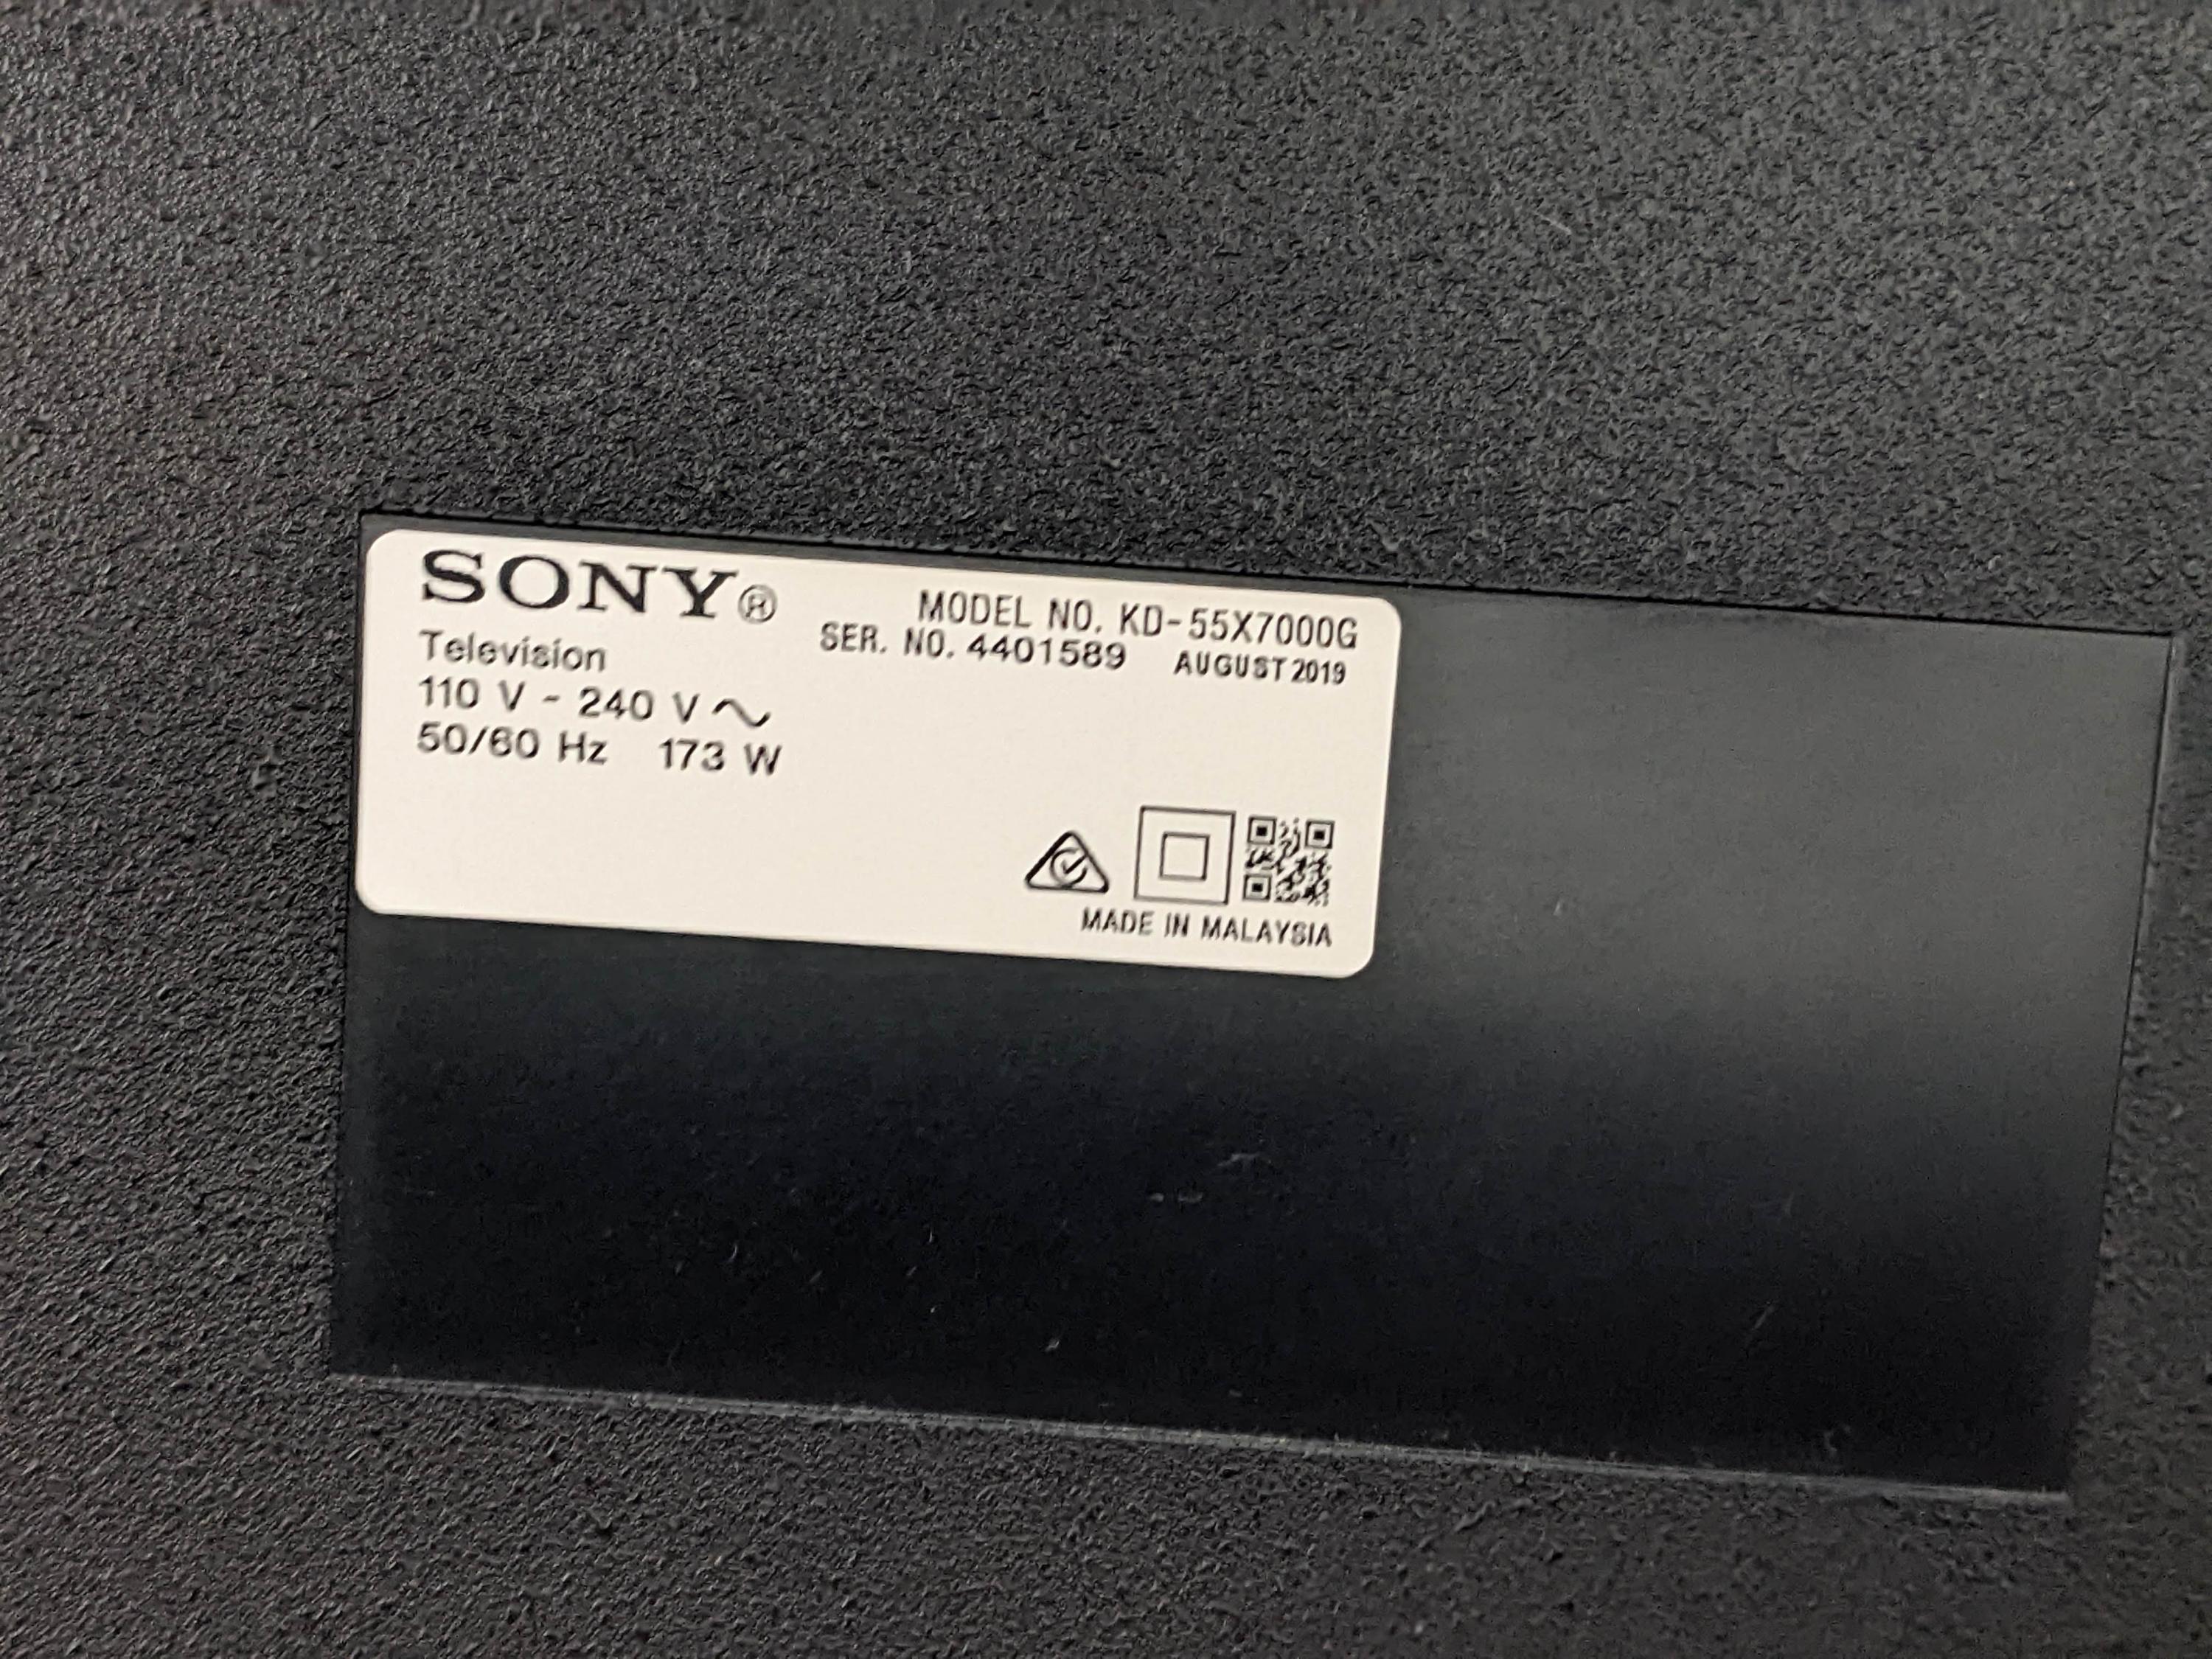 SONY®
MODEL NO. KD-55X7000G
SER. NO. 4401589 AUGUST 2019
Television
110 V - 240 V ~
50/60 Hz 173 W
MADE IN MALAYSIA